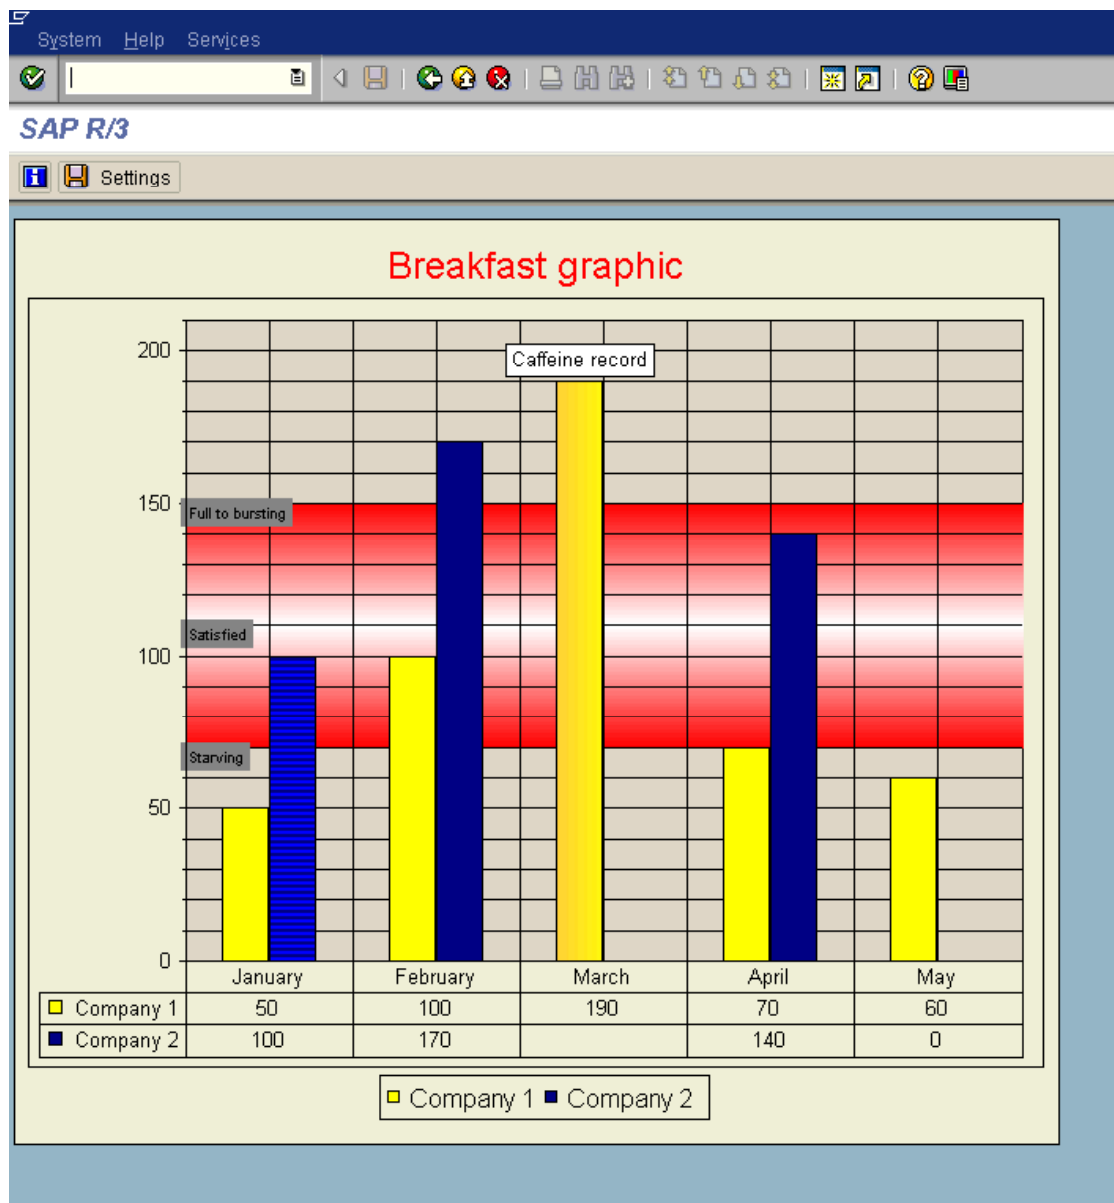 System Help Services
SAP R/3
Settings
Breakfast graphic
200
Caffeine record
150
Full to bursting
Satisfied
100
Starving
50
0
January February March April May
Company 1 50 100 190 70 60
Company 2 100 170 140 0
Company 1 Company 2